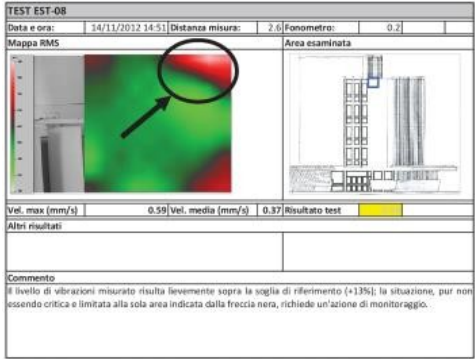 TEST EST-08
Data e ora: 14/11/2012 14:51 Distanza misura: 2.6 Fonometro: 0.2
Mappa RMS Area esaminata
Vel. max (mm/s) 0.59 Vel. media (mm/s) 0.37 Risultato test
Altri risultati
Commento
Il livello di vibrazioni misurato risulta lievemente sopra la soglia di riferimento (+13%); la situazione, pur non
essendo critica e limitata alla sola area indicata dalla freccia nera, richiede un'azione di monitoraggio.